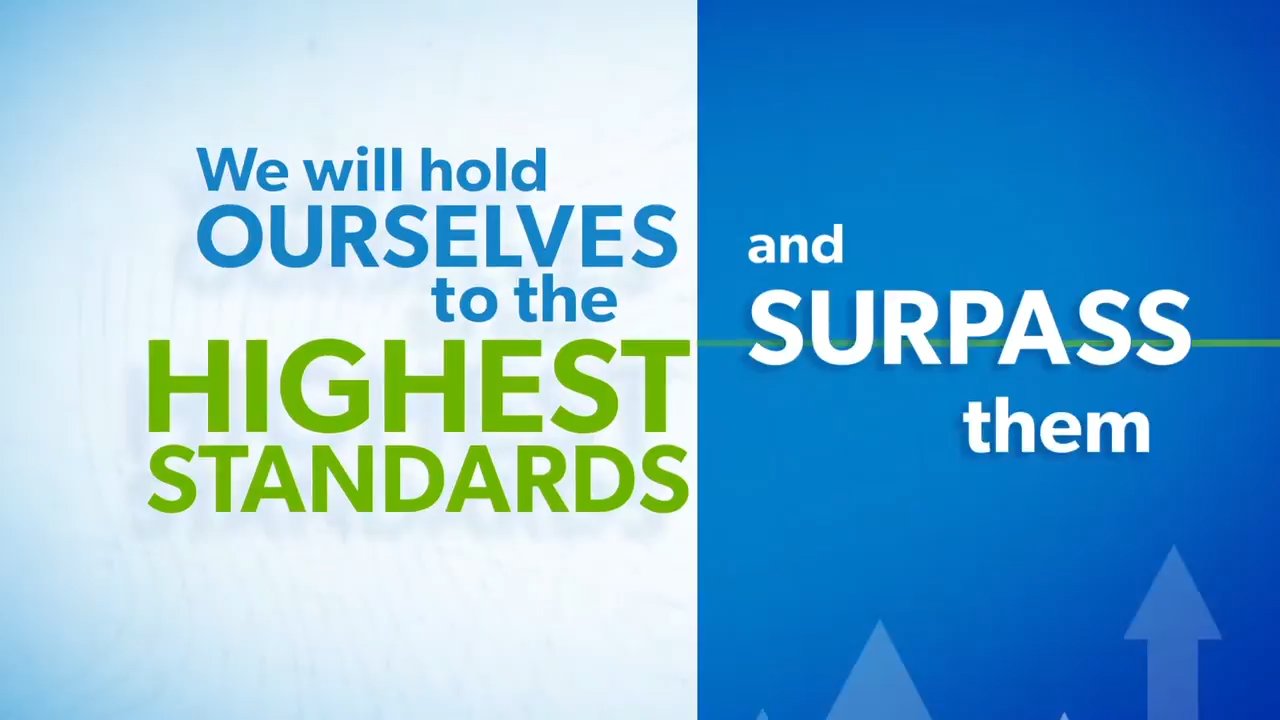 We will hold
OURSELVES
to the
HIGHEST
STANDARDS
and
SURPASS
them